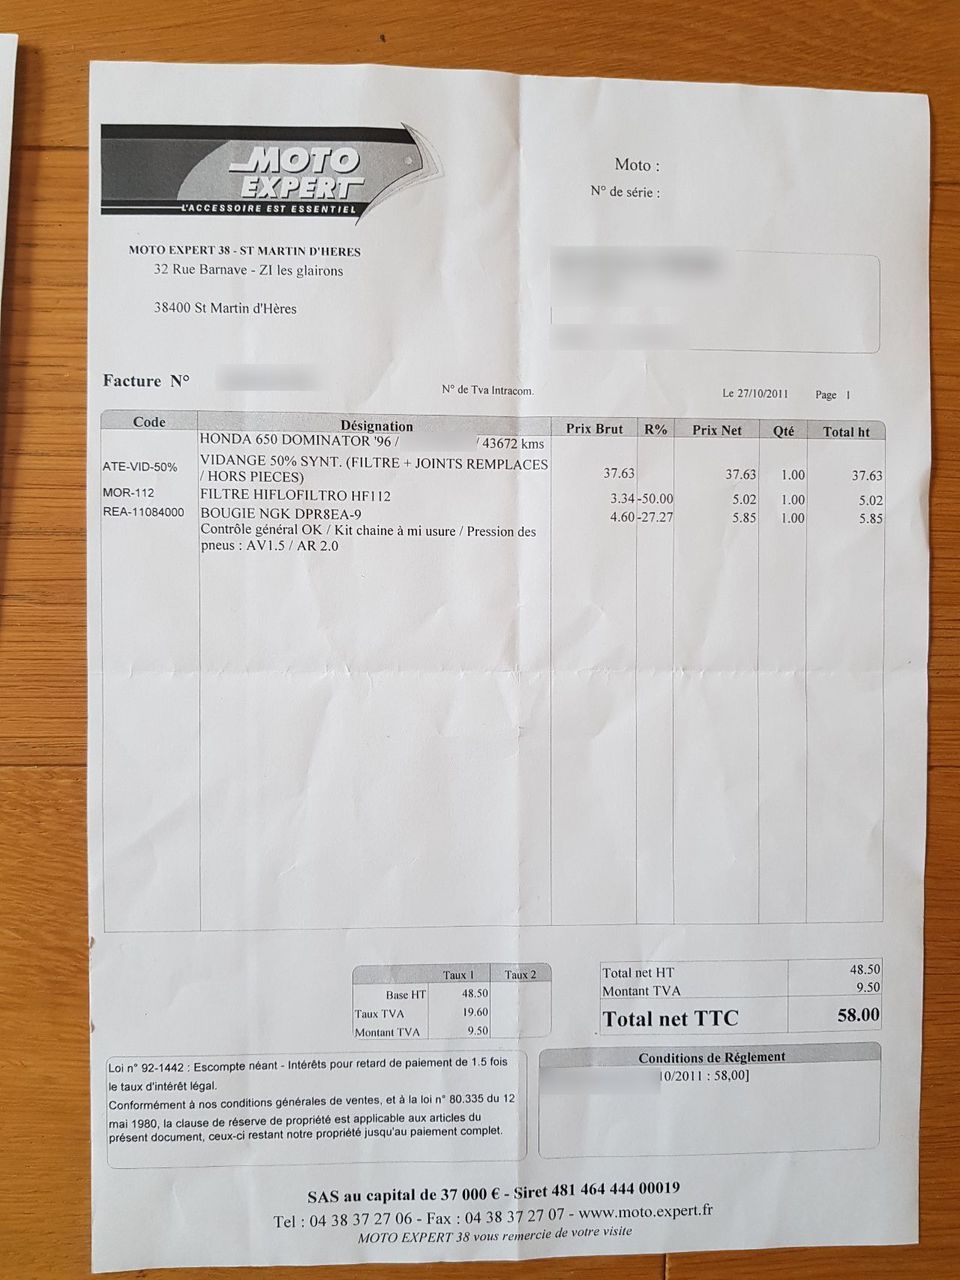 MOTO
EXPERT
L'ACCESSOIRE EST ESSENTIEL
Moto :
N° de série :
MOTO EXPERT 38 - ST MARTIN D'HERES
32 Rue Barnave - ZI les glairons
38400 St Martin d'Hères
Facture N°
N° de Tva Intracom.
Le 27/10/2011 Page 1
Code Désignation Prix Brut R% Prix Net Qté Total ht
HONDA 650 DOMINATOR '96 / / 43672 kms
ATE-VID-50% VIDANGE 50% SYNT. (FILTRE + JOINTS REMPLACES 37.63 37.63 1.00 37.63
/ HORS PIECES)
MOR-112 FILTRE HIFLOFILTRO HF112 3.34 -50.00 5.02 1.00 5.02
REA-11084000 BOUGIE NGK DPR8EA-9 4.60 -27.27 5.85 1.00 5.85
Contrôle général OK / Kit chaine à mi usure / Pression des
pneus : AV1.5 / AR 2.0
Taux 1 Taux 2
Base HT 48.50
Taux TVA 19.60
Montant TVA 9.50
Total net HT 48.50
Montant TVA 9.50
Total net TTC 58.00
Loi n° 92-1442 : Escompte néant - Intérêts pour retard de paiement de 1.5 fois
le taux d'intérêt légal.
Conformément à nos conditions générales de ventes, et à la loi n° 80.335 du 12
mai 1980, la clause de réserve de propriété est applicable aux articles du
présent document, ceux-ci restant notre propriété jusqu'au paiement complet.
Conditions de Réglement
10/2011 : 58,00]
SAS au capital de 37 000 € - Siret 481 464 444 00019
Tel : 04 38 37 27 06 - Fax : 04 38 37 27 07 - www.moto.expert.fr
MOTO EXPERT 38 vous remercie de votre visite